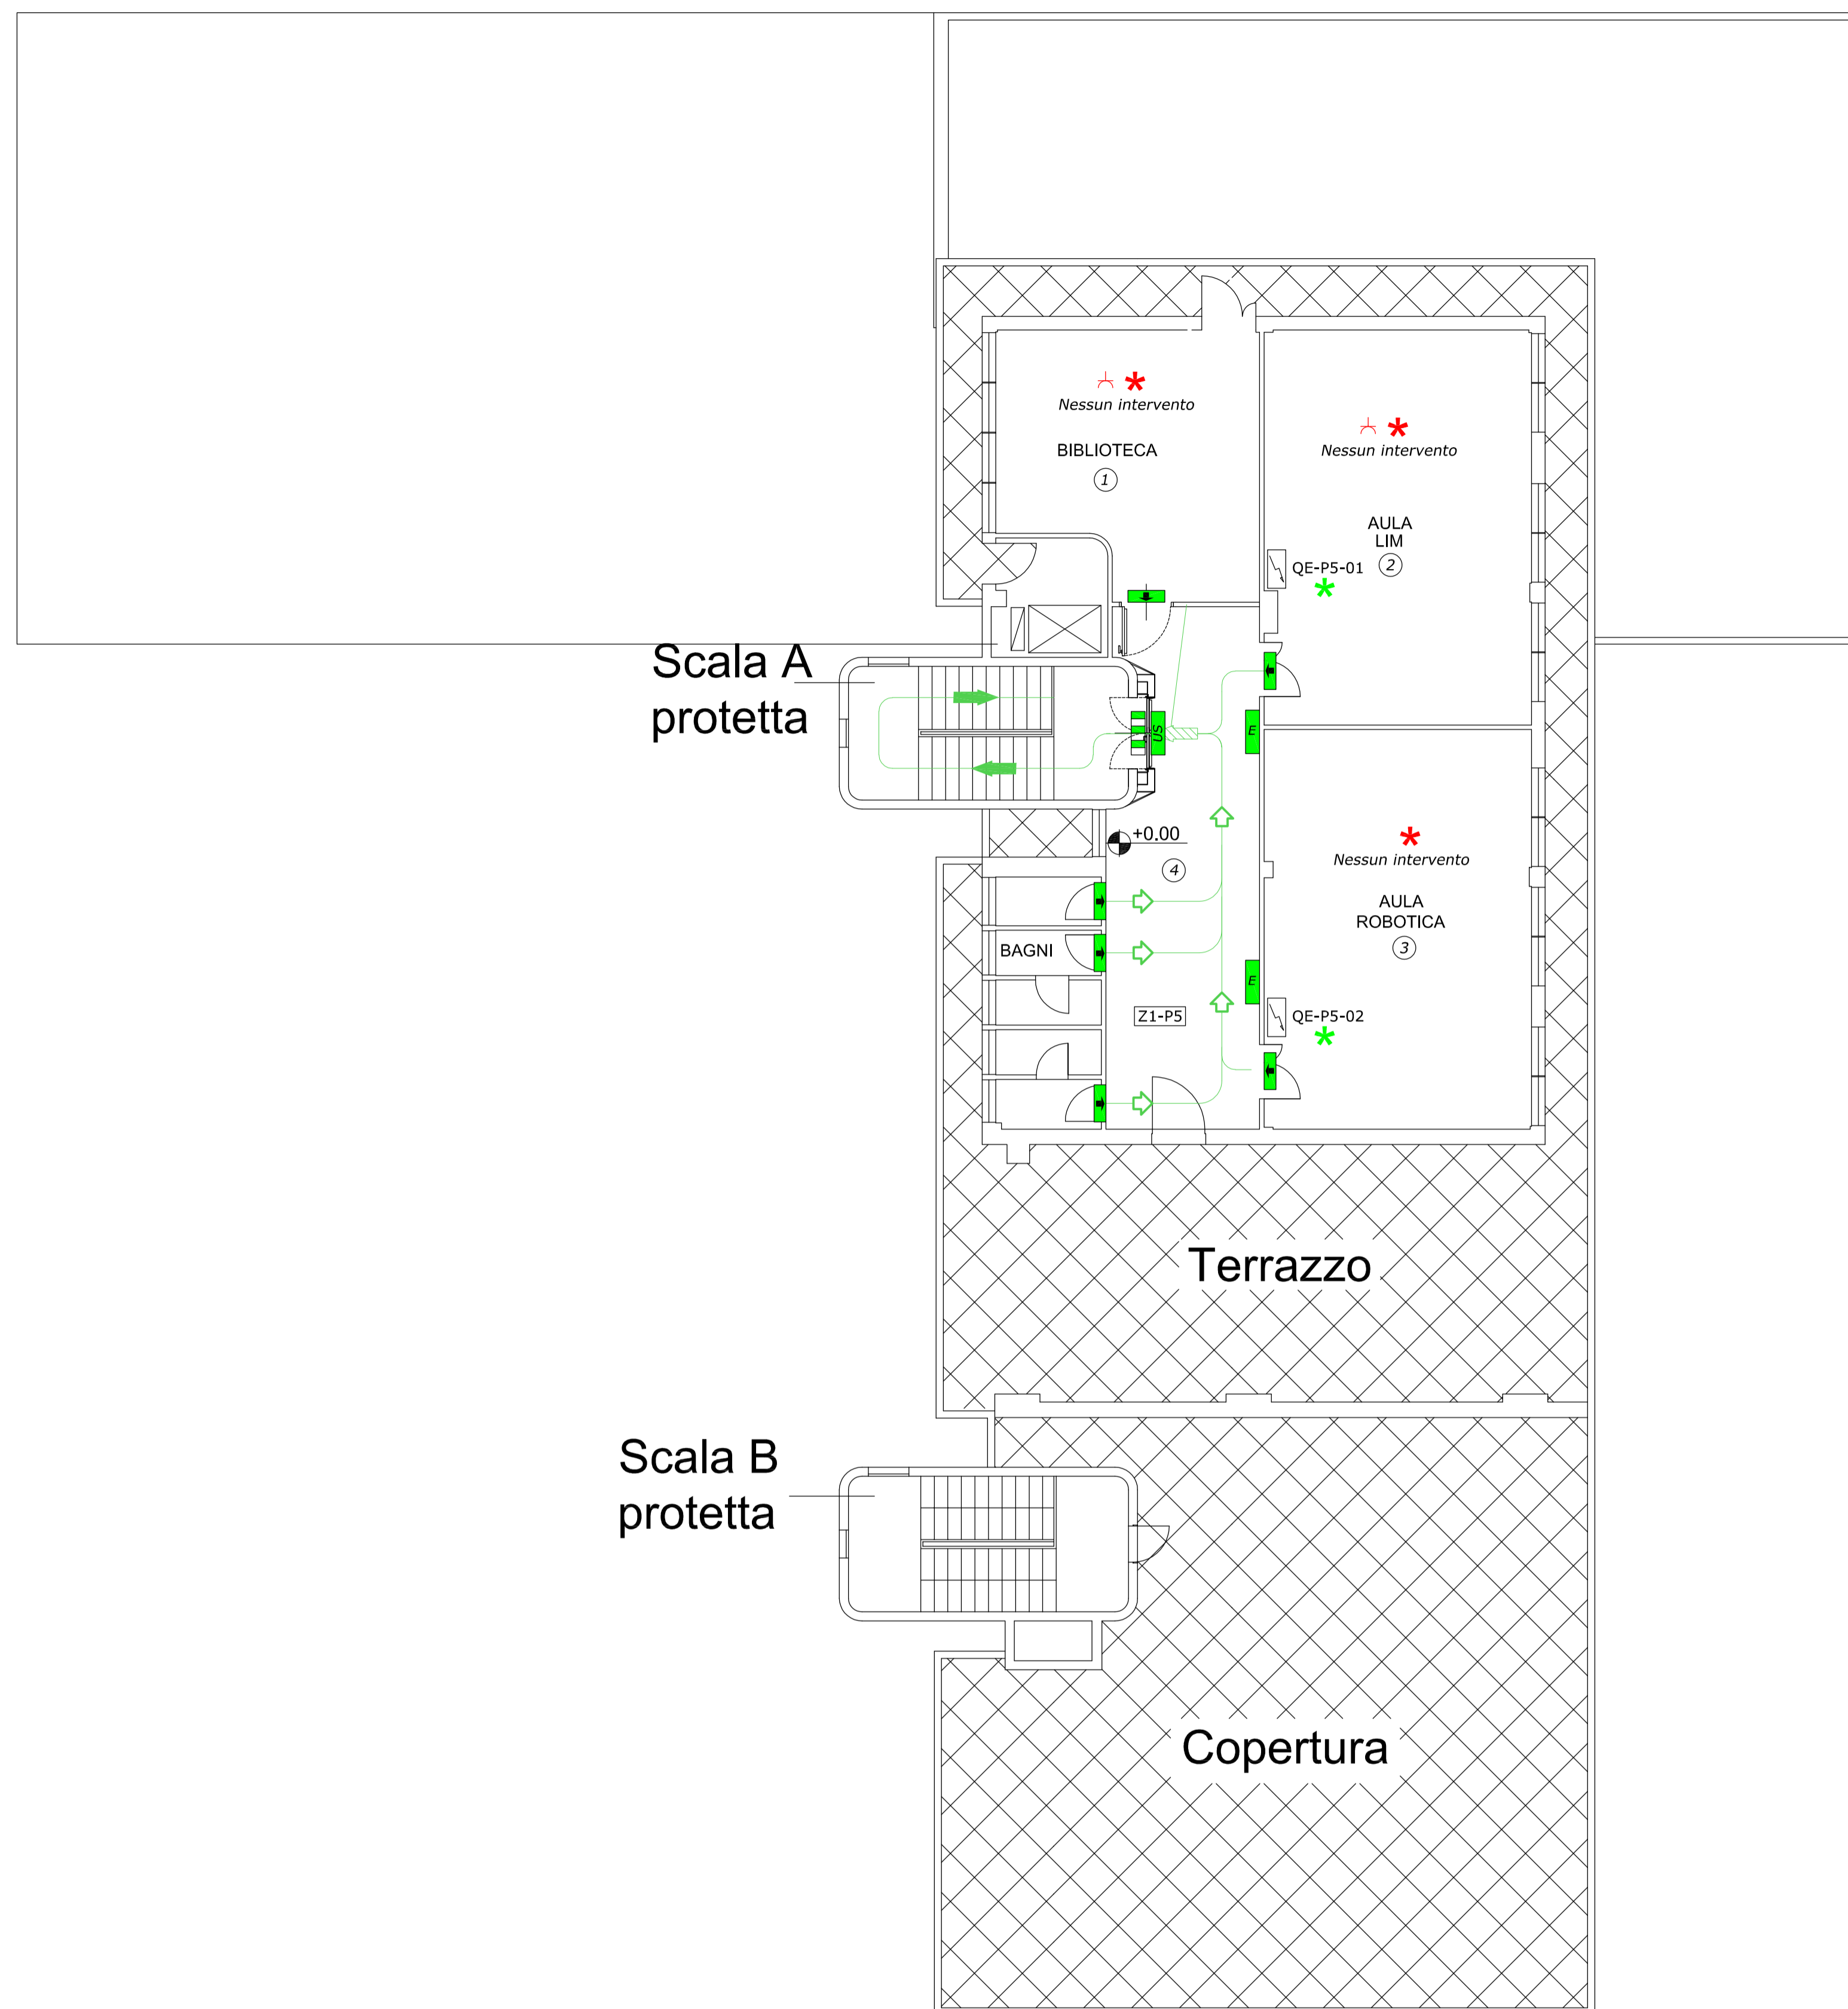 Nessun intervento
BIBLIOTECA
1
Nessun intervento
AULA
LIM
2
QE-P5-01
*
Scala A
protetta
US
E
+0.00
4
Nessun intervento
AULA
ROBOTICA
3
BAGNI
E
Z1-P5
QE-P5-02
*
Terrazzo
Scala B
protetta
Copertura